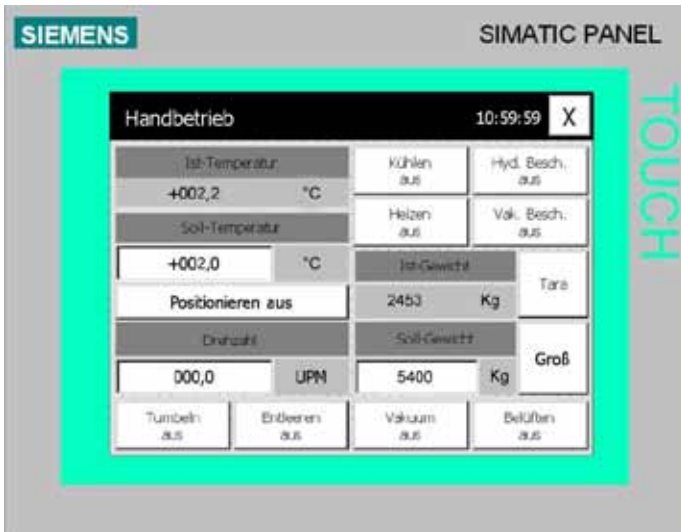 SIEMENS
SIMATIC PANEL
TOUCH
Handbetrieb
10:59:59
X
Ist-Temperatur
+002,2 °C
Soll-Temperatur
+002,0 °C
Positionieren aus
Drehzahl
000,0 UPM
Kühlen
aus
Hyd. Besch.
aus
Heizen
aus
Vak. Besch.
aus
Ist-Gewicht
2453 Kg
Tara
Soll-Gewicht
5400 Kg
Groß
Tumbeln
aus
Entleeren
aus
Vakuum
aus
Belüften
aus